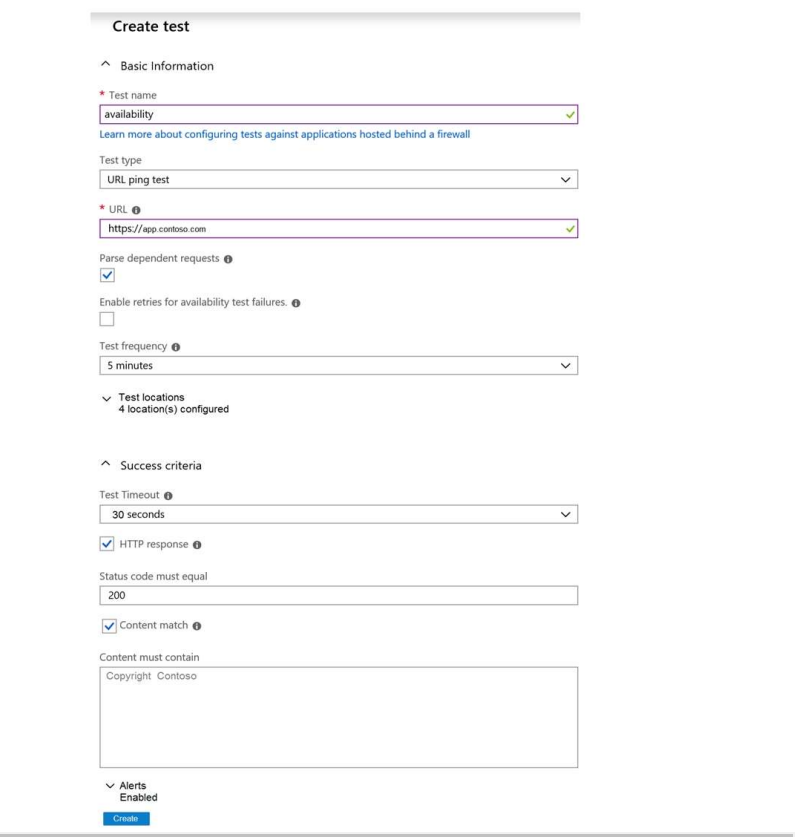 Create test
Basic Information
* Test name
availability
Learn more about configuring tests against applications hosted behind a firewall
Test type
URL ping test
* URL
https://app.contoso.com
Parse dependent requests
Enable retries for availability test failures.
Test frequency
5 minutes
Test locations
4 location(s) configured
Success criteria
Test Timeout
30 seconds
HTTP response
Status code must equal
200
Content match
Content must contain
Copyright Contoso
Alerts
Enabled
Create